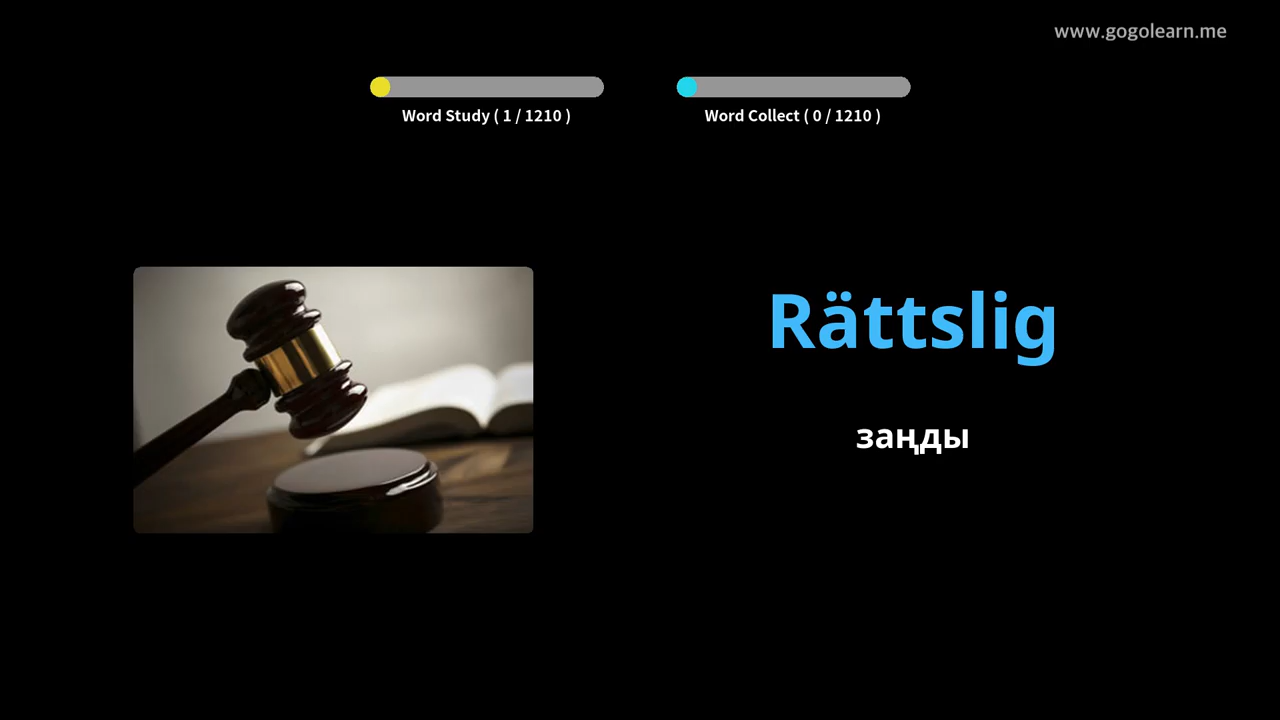 www.gogolearn.me
Word Study ( 1 / 1210 )
Word Collect ( 0 / 1210 )
Rättslig
заңды